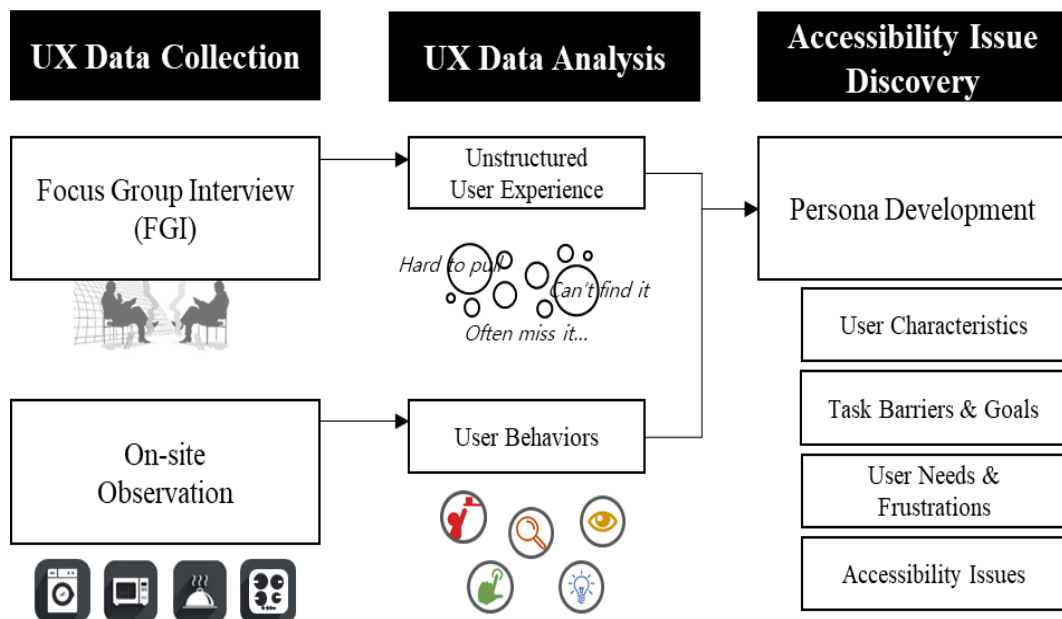 UX Data Collection
UX Data Analysis
Accessibility Issue
Discovery
Focus Group Interview
(FGI)
Unstructured
User Experience
Persona Development
Hard to pull
Can't find it
Often miss it...
User Characteristics
Task Barriers & Goals
On-site
Observation
User Behaviors
User Needs &
Frustrations
Accessibility Issues